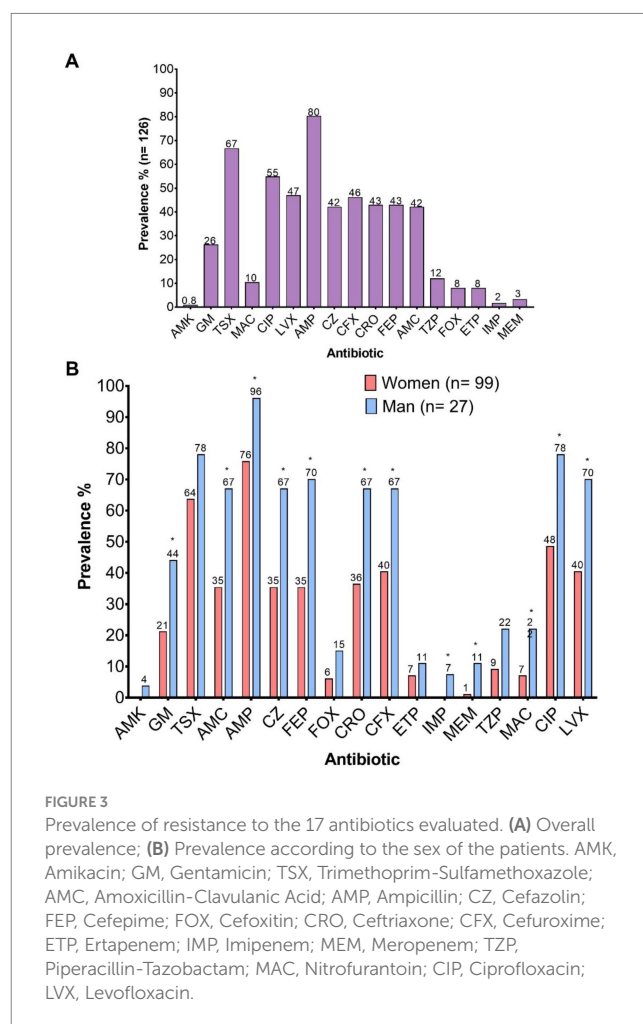 A
Prevalence % (n= 126)
100
90
80
70
60
50
40
30
20
10
0
0.8
26
67
10
55
47
80
42
46
43
43
42
12
8
8
2
3
AMK
GM
TSX
MAC
CIP
LVX
AMP
CZ
CFX
CRO
FEP
AMC
TZP
FOX
ETP
IMP
MEM
Antibiotic
B
Women (n= 99)
Man (n= 27)
Prevalence %
100
90
80
70
60
50
40
30
20
10
0
4
21
*
44
64
78
35
*
67
76
*
96
35
*
67
35
*
70
6
15
36
*
67
40
*
67
7
11
*
7
1
*
11
9
22
7
*
2
2
48
*
78
40
*
70
AMK
GM
TSX
AMC
AMP
CZ
FEP
FOX
CRO
CFX
ETP
IMP
MEM
TZP
MAC
CIP
LVX
Antibiotic
FIGURE 3
Prevalence of resistance to the 17 antibiotics evaluated. (A) Overall
prevalence; (B) Prevalence according to the sex of the patients. AMK,
Amikacin; GM, Gentamicin; TSX, Trimethoprim-Sulfamethoxazole;
AMC, Amoxicillin-Clavulanic Acid; AMP, Ampicillin; CZ, Cefazolin;
FEP, Cefepime; FOX, Cefoxitin; CRO, Ceftriaxone; CFX, Cefuroxime;
ETP, Ertapenem; IMP, Imipenem; MEM, Meropenem; TZP,
Piperacillin-Tazobactam; MAC, Nitrofurantoin; CIP, Ciprofloxacin;
LVX, Levofloxacin.